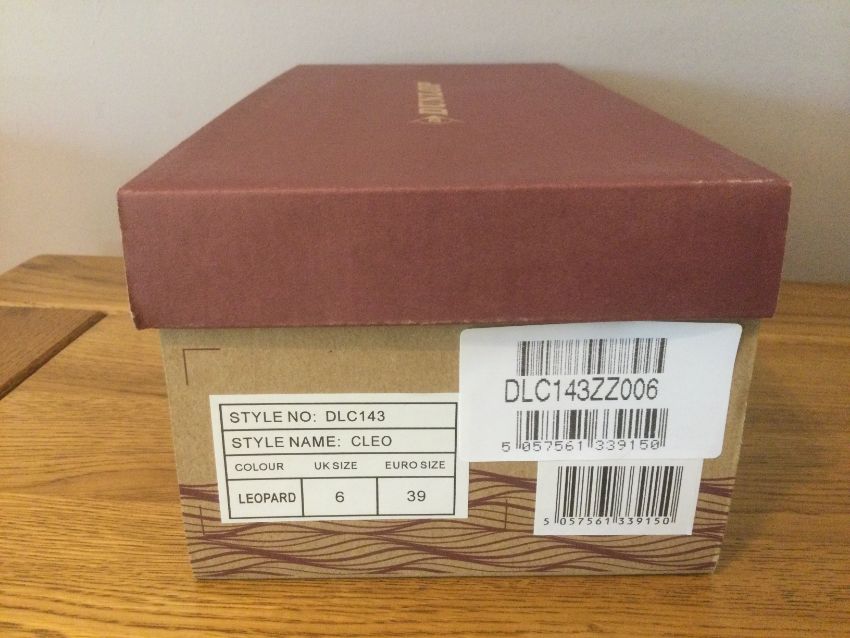 DUNLOP
STYLE NO: DLC143
STYLE NAME: CLEO
COLOUR UK SIZE EURO SIZE
LEOPARD 6 39
DLC143ZZ006
5 057561 339150
5 057561 339150